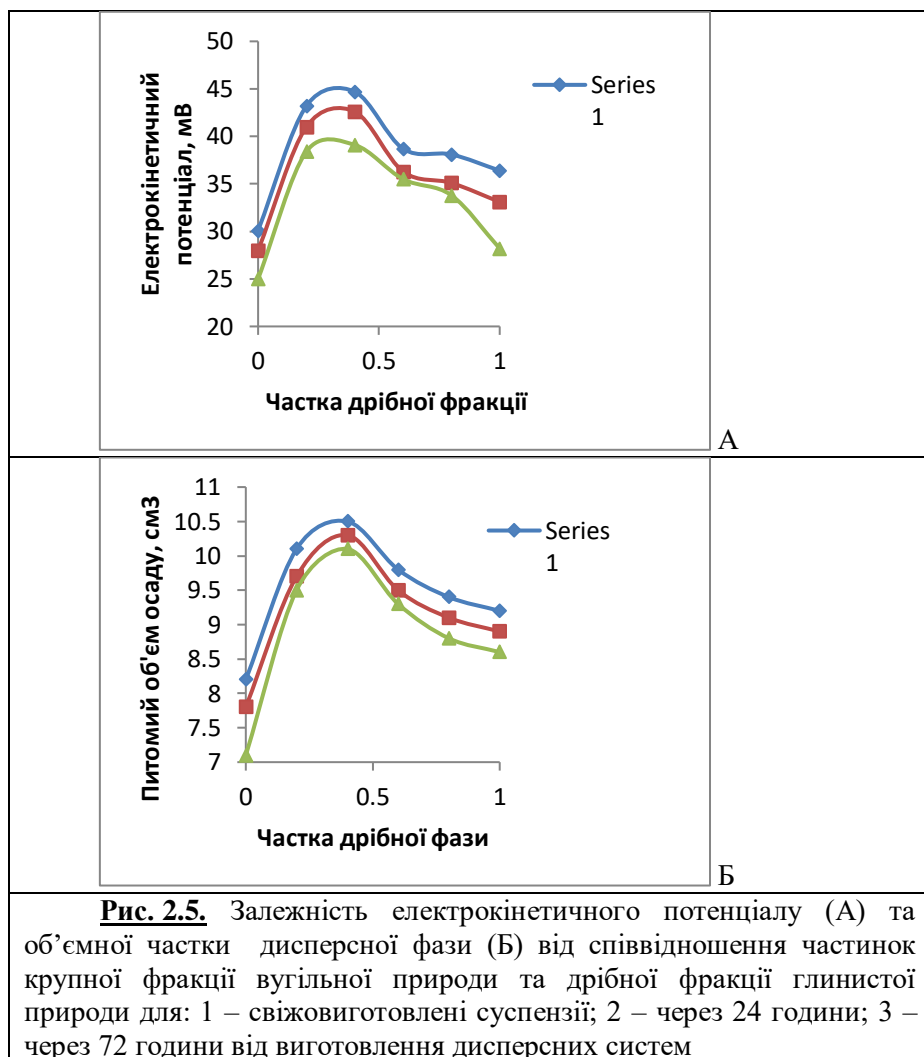 50
45
40
35
30
25
20
Електрокінетичний
потенціал, мВ
0
0.5
1
Частка дрібної фракції
Series
1
А
11
10.5
10
9.5
9
8.5
8
7.5
7
Питомий об'єм осаду, см3
0
0.5
1
Частка дрібної фази
Series
1
Б
Рис. 2.5. Залежність електрокінетичного потенціалу (А) та
об’ємної частки дисперсної фази (Б) від співвідношення частинок
крупної фракції вугільної природи та дрібної фракції глинистої
природи для: 1 – свіжовиготовлені суспензії; 2 – через 24 години; 3 –
через 72 години від виготовлення дисперсних систем